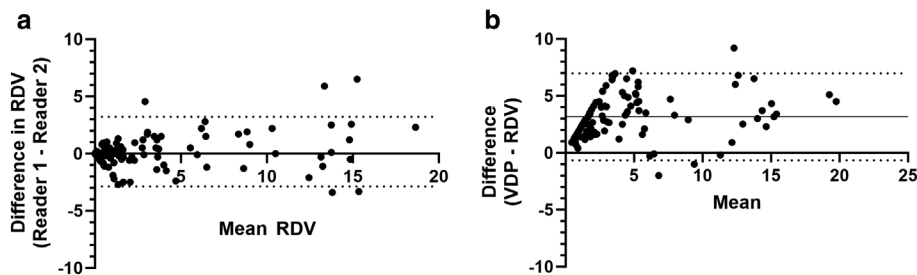 a
Difference in RDV
(Reader 1 - Reader 2)
10
5
0
-5
-10
5
10
15
20
Mean RDV
b
Difference
(VDP - RDV)
10
5
0
-5
-10
5
10
15
20
25
Mean